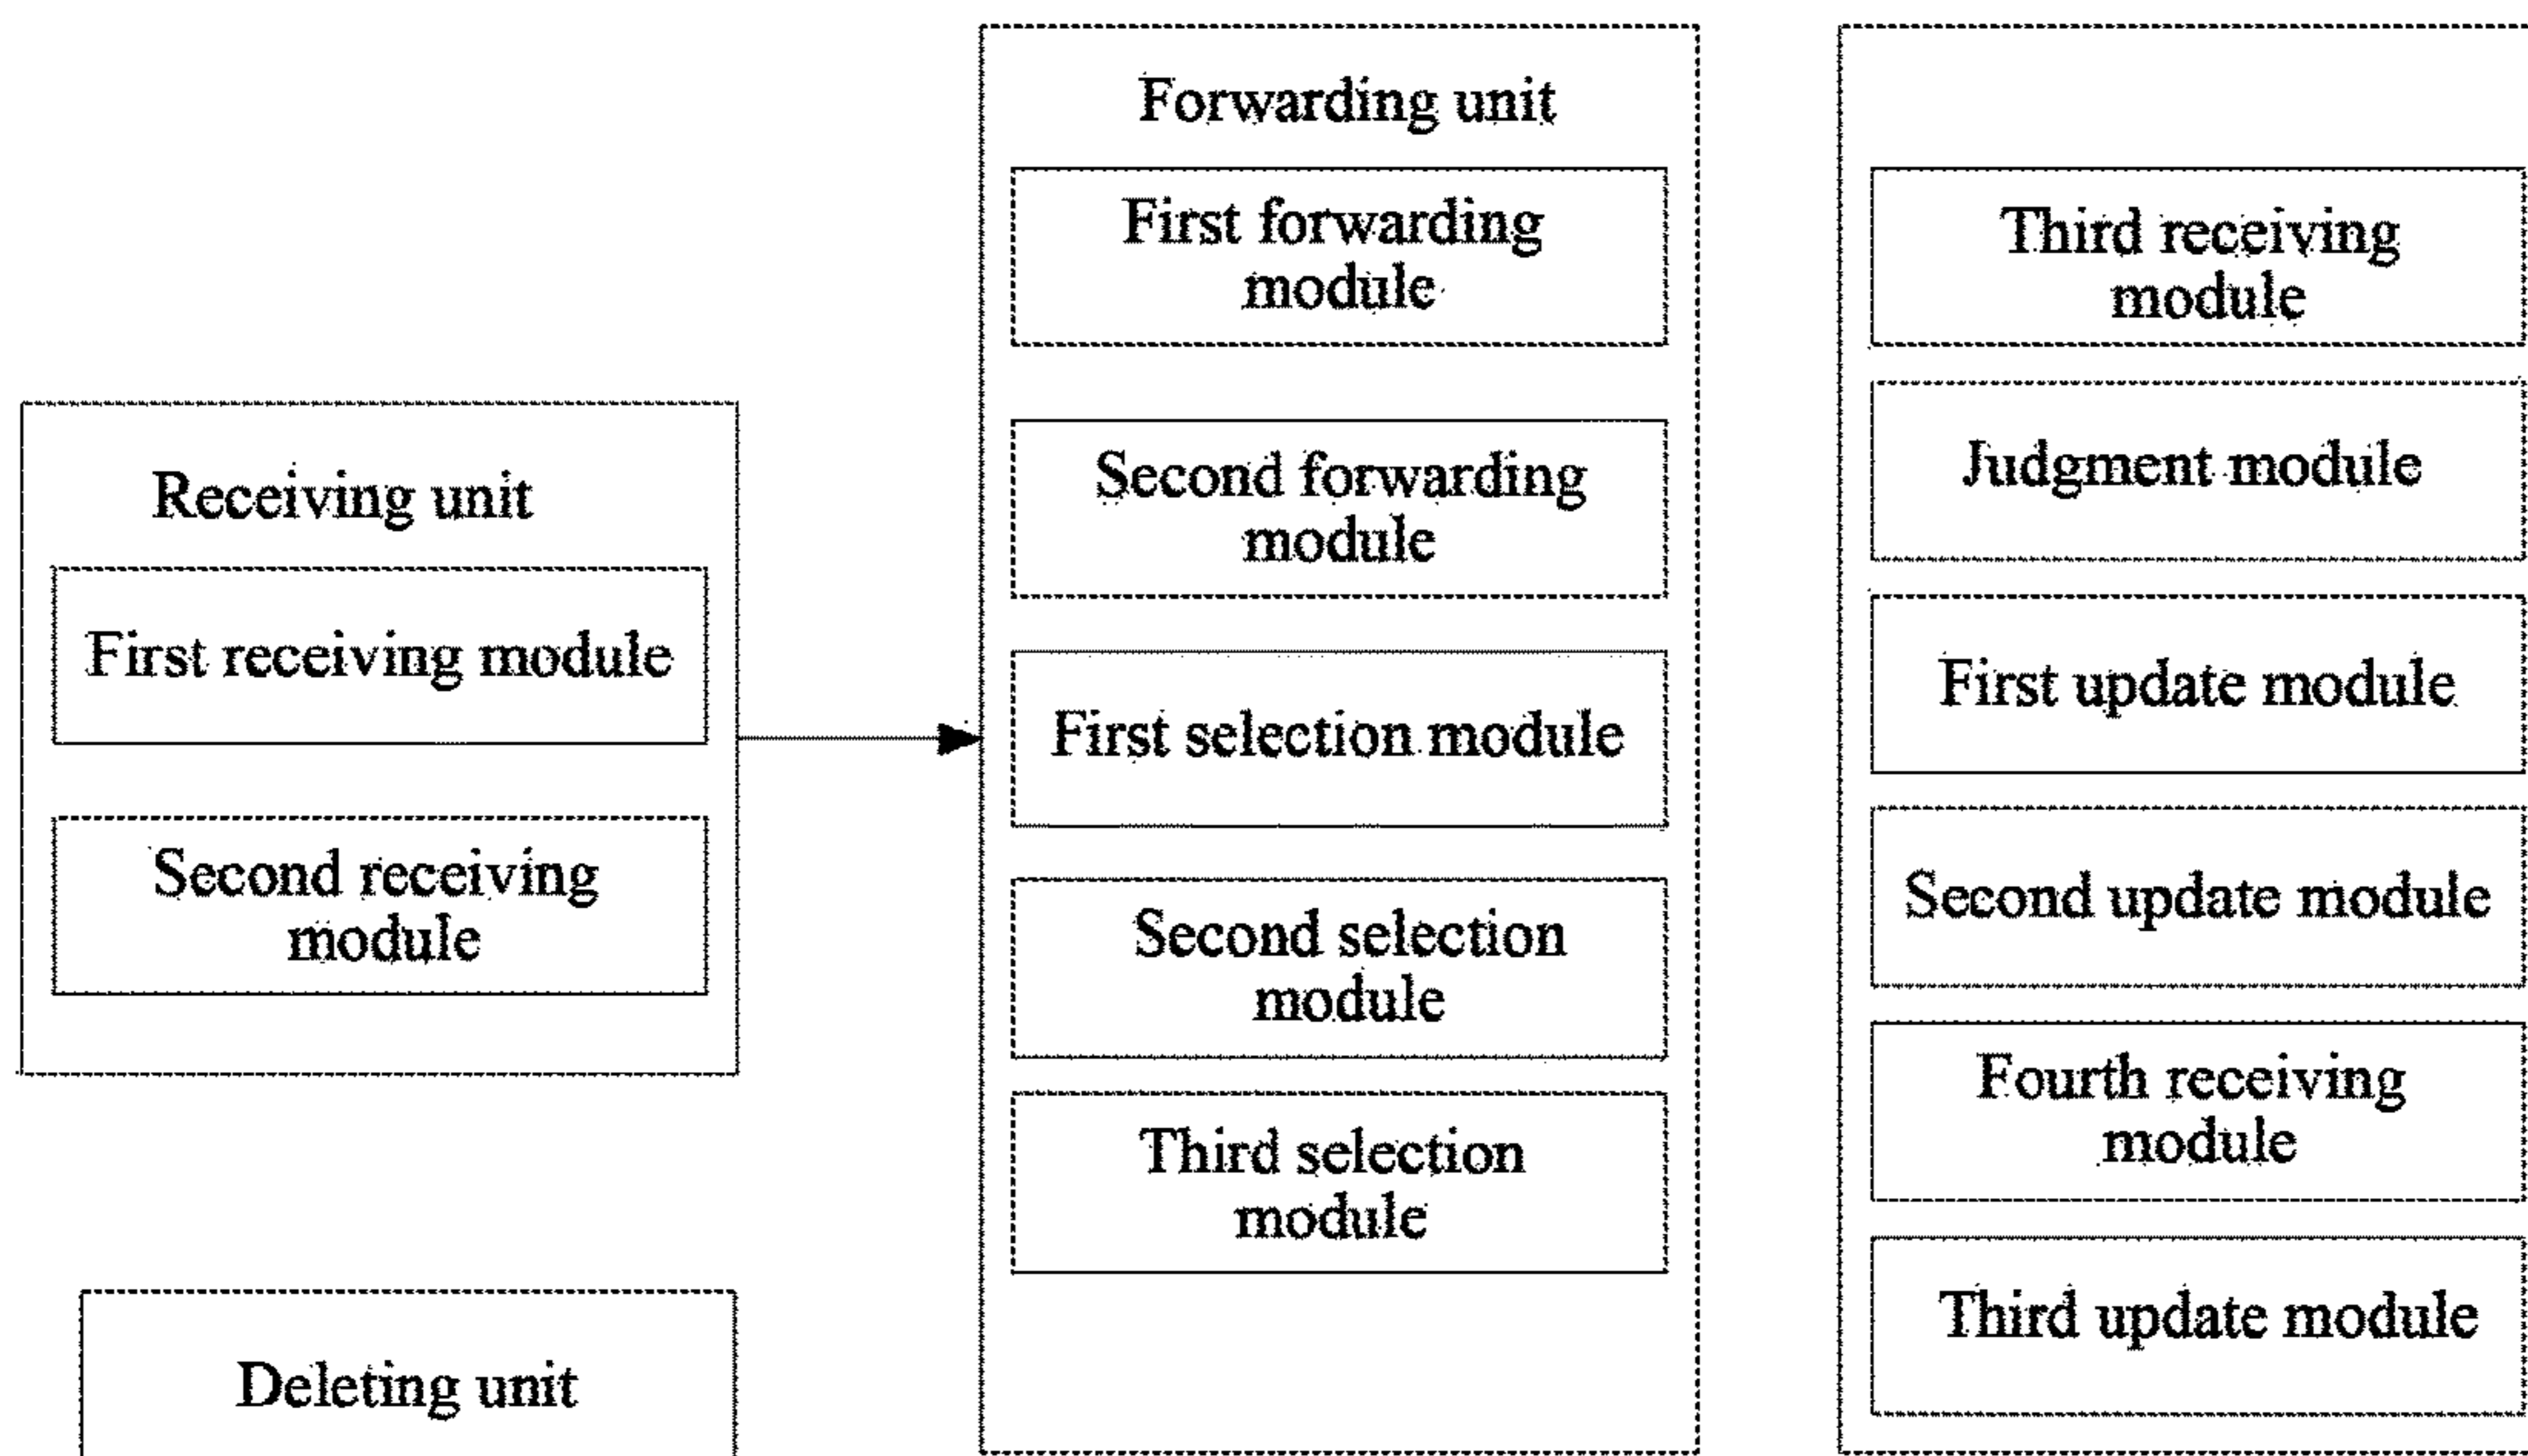 Receiving unit
First receiving module
Second receiving
module
Deleting unit
Forwarding unit
First forwarding
module
Second forwarding
module
First selection module
Second selection
module
Third selection
module
Third receiving
module
Judgment module
First update module
Second update module
Fourth receiving
module
Third update module